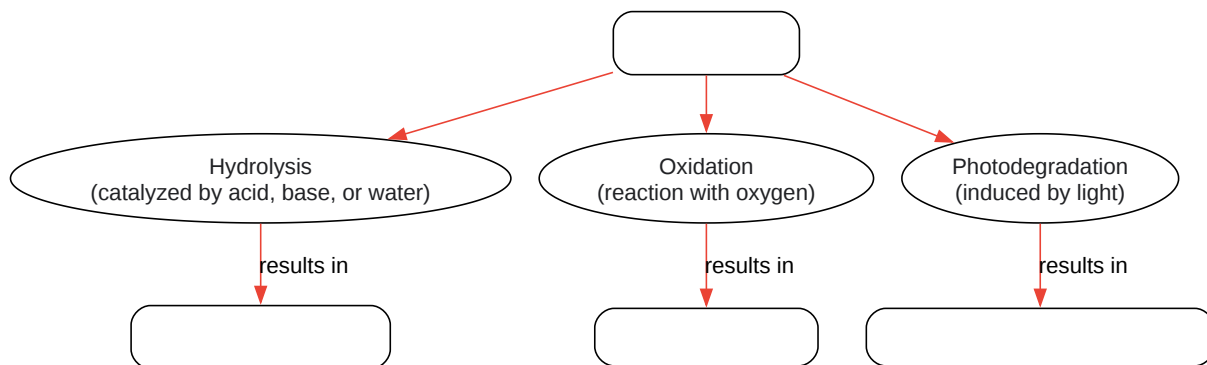 Hydrolysis
(catalyzed by acid, base, or water)
Oxidation
(reaction with oxygen)
Photodegradation
(induced by light)
results in
results in
results in